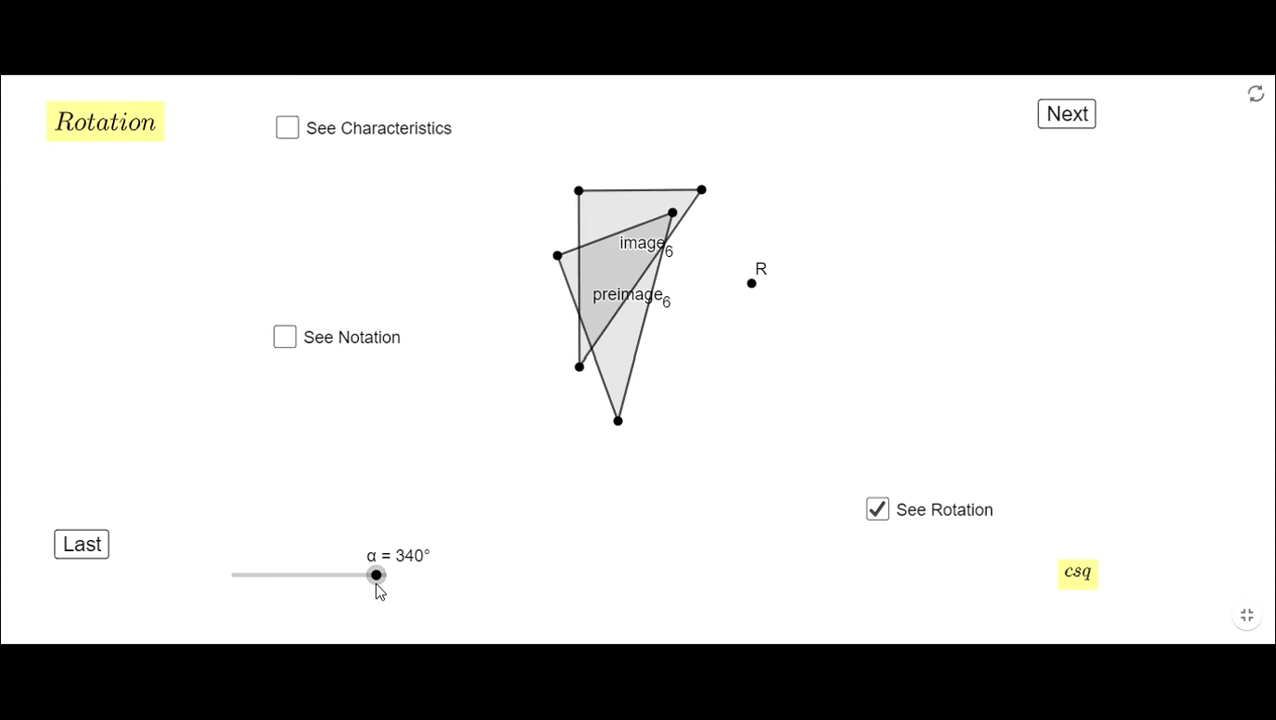 Rotation
See Characteristics
Next
image6
R
preimage6
See Notation
See Rotation
Last
α = 340°
csq